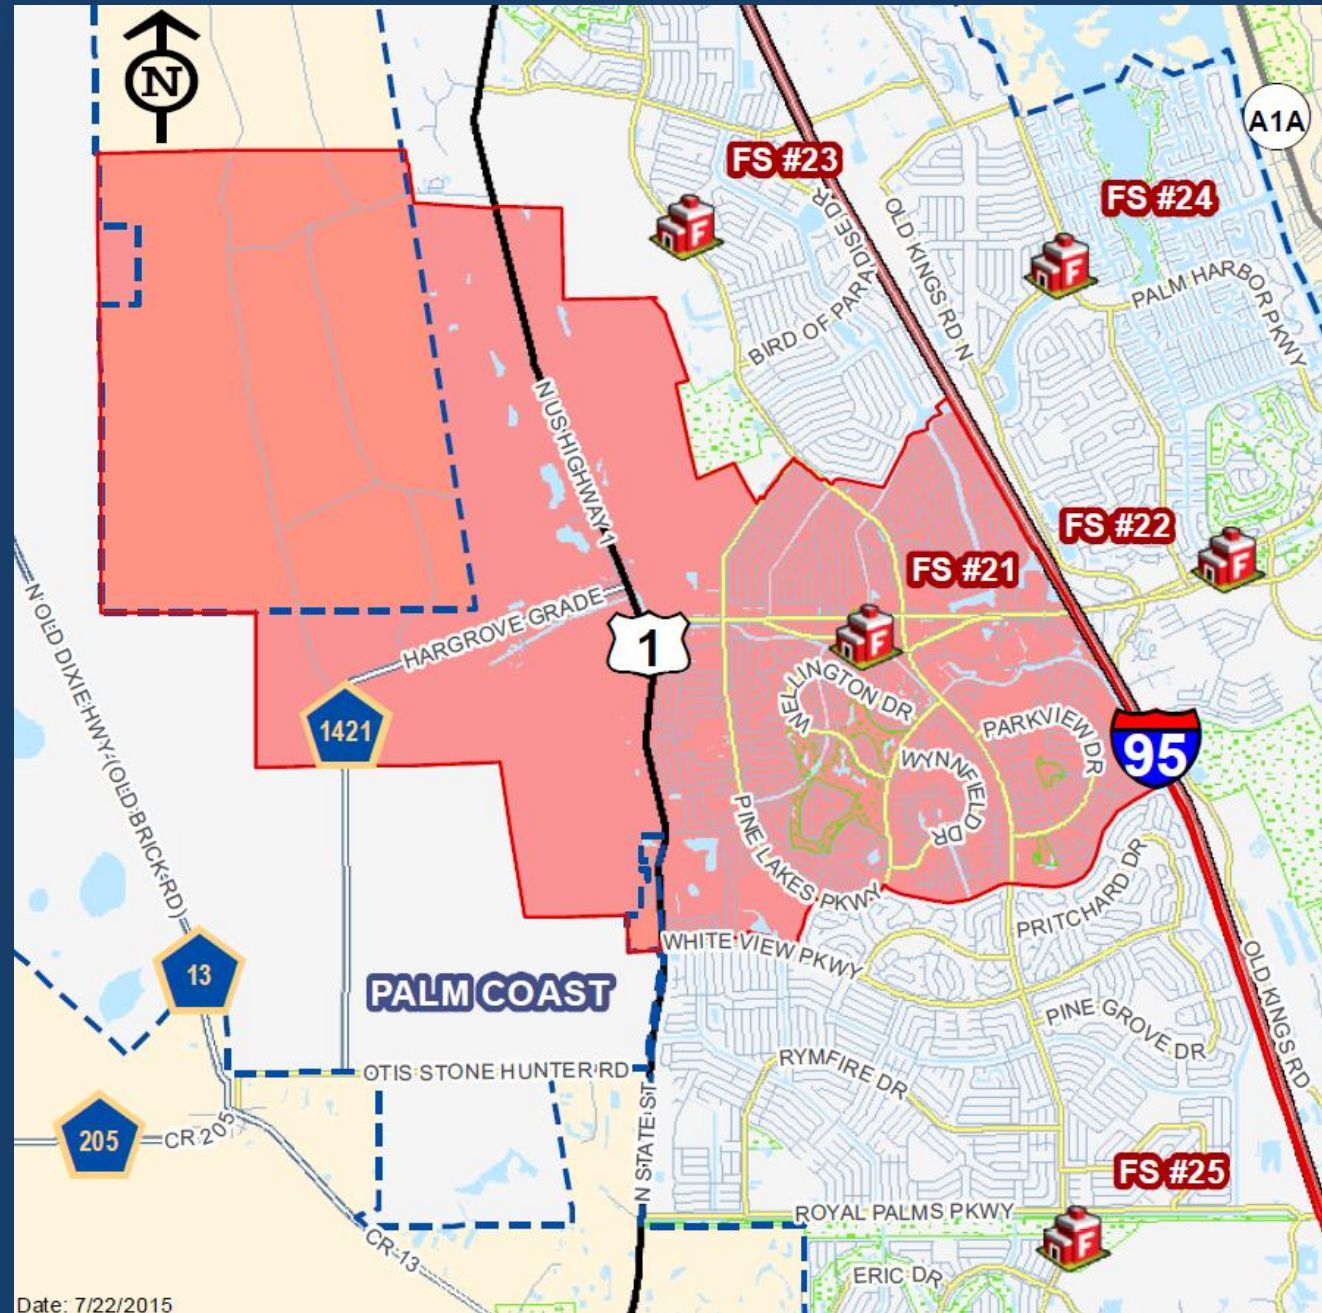 N
A1A
FS #23
FS #24
OLD KINGS RD N
BIRD OF PARADISE DR
PALM HARBOR PKWY
N US HIGHWAY 1
F
F
FS #22
F
FS #21
F
HARGROVE GRADE
1
N OLD DIXIE HWY (OLD BRICK RD)
WELLINGTON DR
PARKVIEW DR
1421
95
WYNNFIELD DR
PINE LAKES PKWY
PRITCHARD DR
WHITE VIEW PKWY
13
PALM COAST
OLD KINGS RD
PINE GROVE DR
OTIS STONE HUNTER RD
RYMFIRE DR
205
CR 205
N STATE ST
FS #25
ROYAL PALMS PKWY
F
CR 13
ERIC DR
Date: 7/22/2015